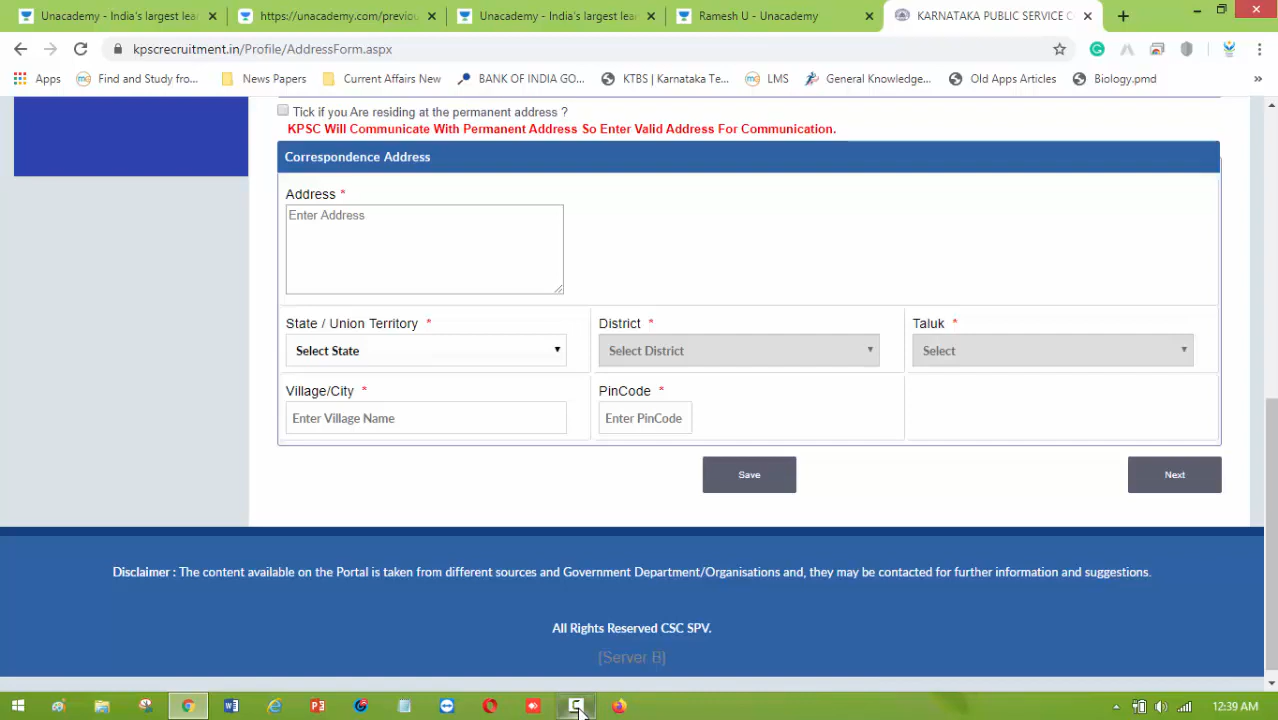 Unacademy - India's largest lea
https://unacademy.com/previou
Unacademy - India's largest lea
Ramesh U - Unacademy
KARNATAKA PUBLIC SERVICE C
kpscrecruitment.in/Profile/AddressForm.aspx
Apps
Find and Study fro...
News Papers
Current Affairs New
BANK OF INDIA GO...
KTBS | Karnataka Te...
LMS
General Knowledge...
Old Apps Articles
Biology.pmd
»
Tick if you Are residing at the permanent address ?
KPSC Will Communicate With Permanent Address So Enter Valid Address For Communication.
Correspondence Address
Address *
Enter Address
State / Union Territory * District * Taluk *
Select State Select District Select
Village/City * PinCode *
Enter Village Name Enter PinCode
Save Next
Disclaimer : The content available on the Portal is taken from different sources and Government Department/Organisations and, they may be contacted for further information and suggestions.
All Rights Reserved CSC SPV.
[Server B]
12:39 AM